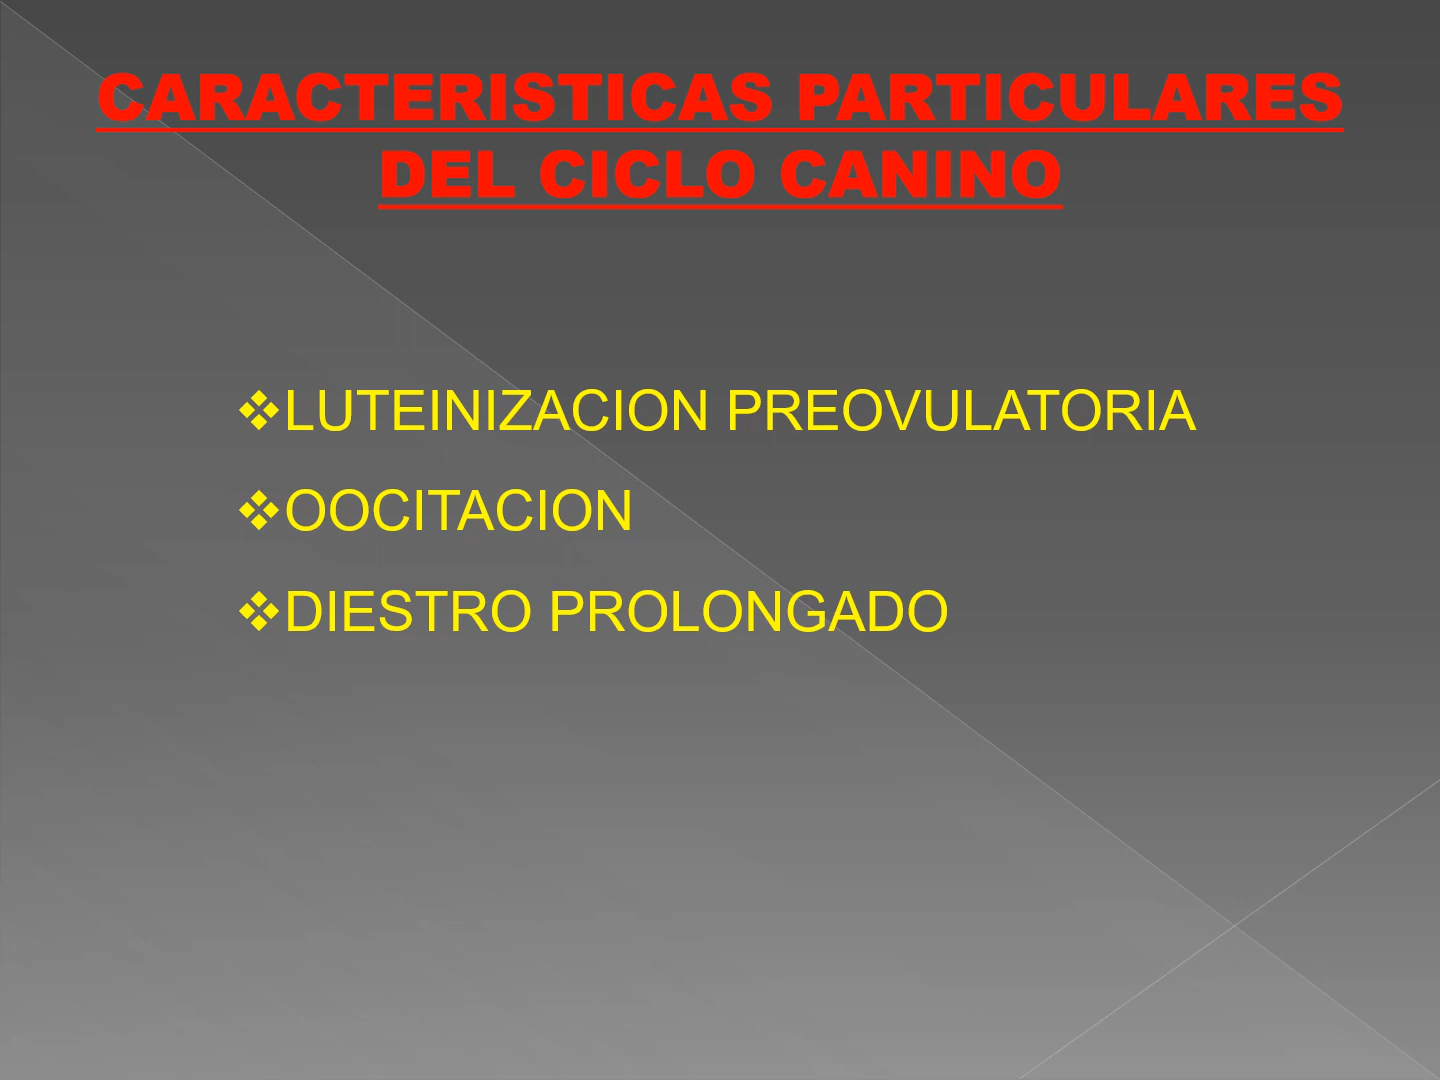 CARACTERISTICAS PARTICULARES
DEL CICLO CANINO
❖LUTEINIZACION PREOVULATORIA
❖OOCITACION
❖DIESTRO PROLONGADO